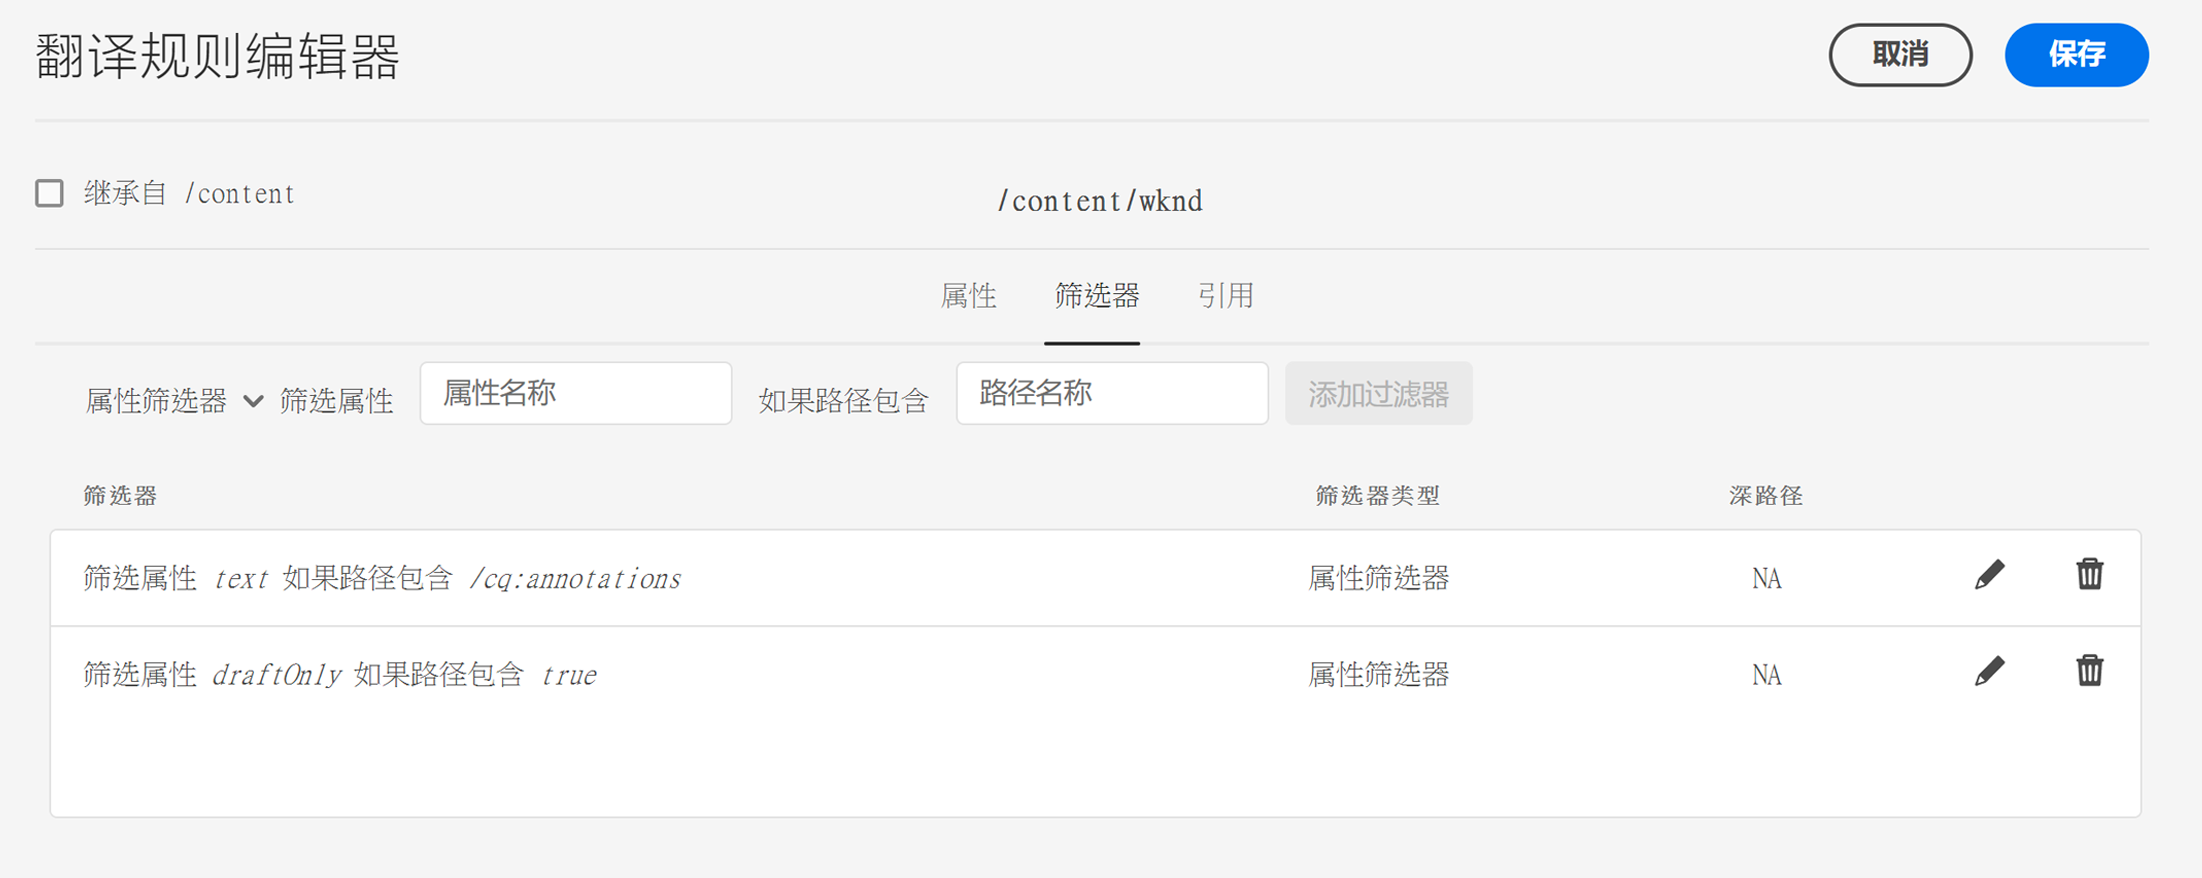 翻译规则编辑器 取消 保存
继承自 /content /content/wknd
属性 筛选器 引用
属性筛选器 筛选属性 属性名称 如果路径包含 路径名称 添加过滤器
筛选器 筛选器类型 深路径
筛选属性 text 如果路径包含 /cq:annotations 属性筛选器 NA
筛选属性 draftOnly 如果路径包含 true 属性筛选器 NA